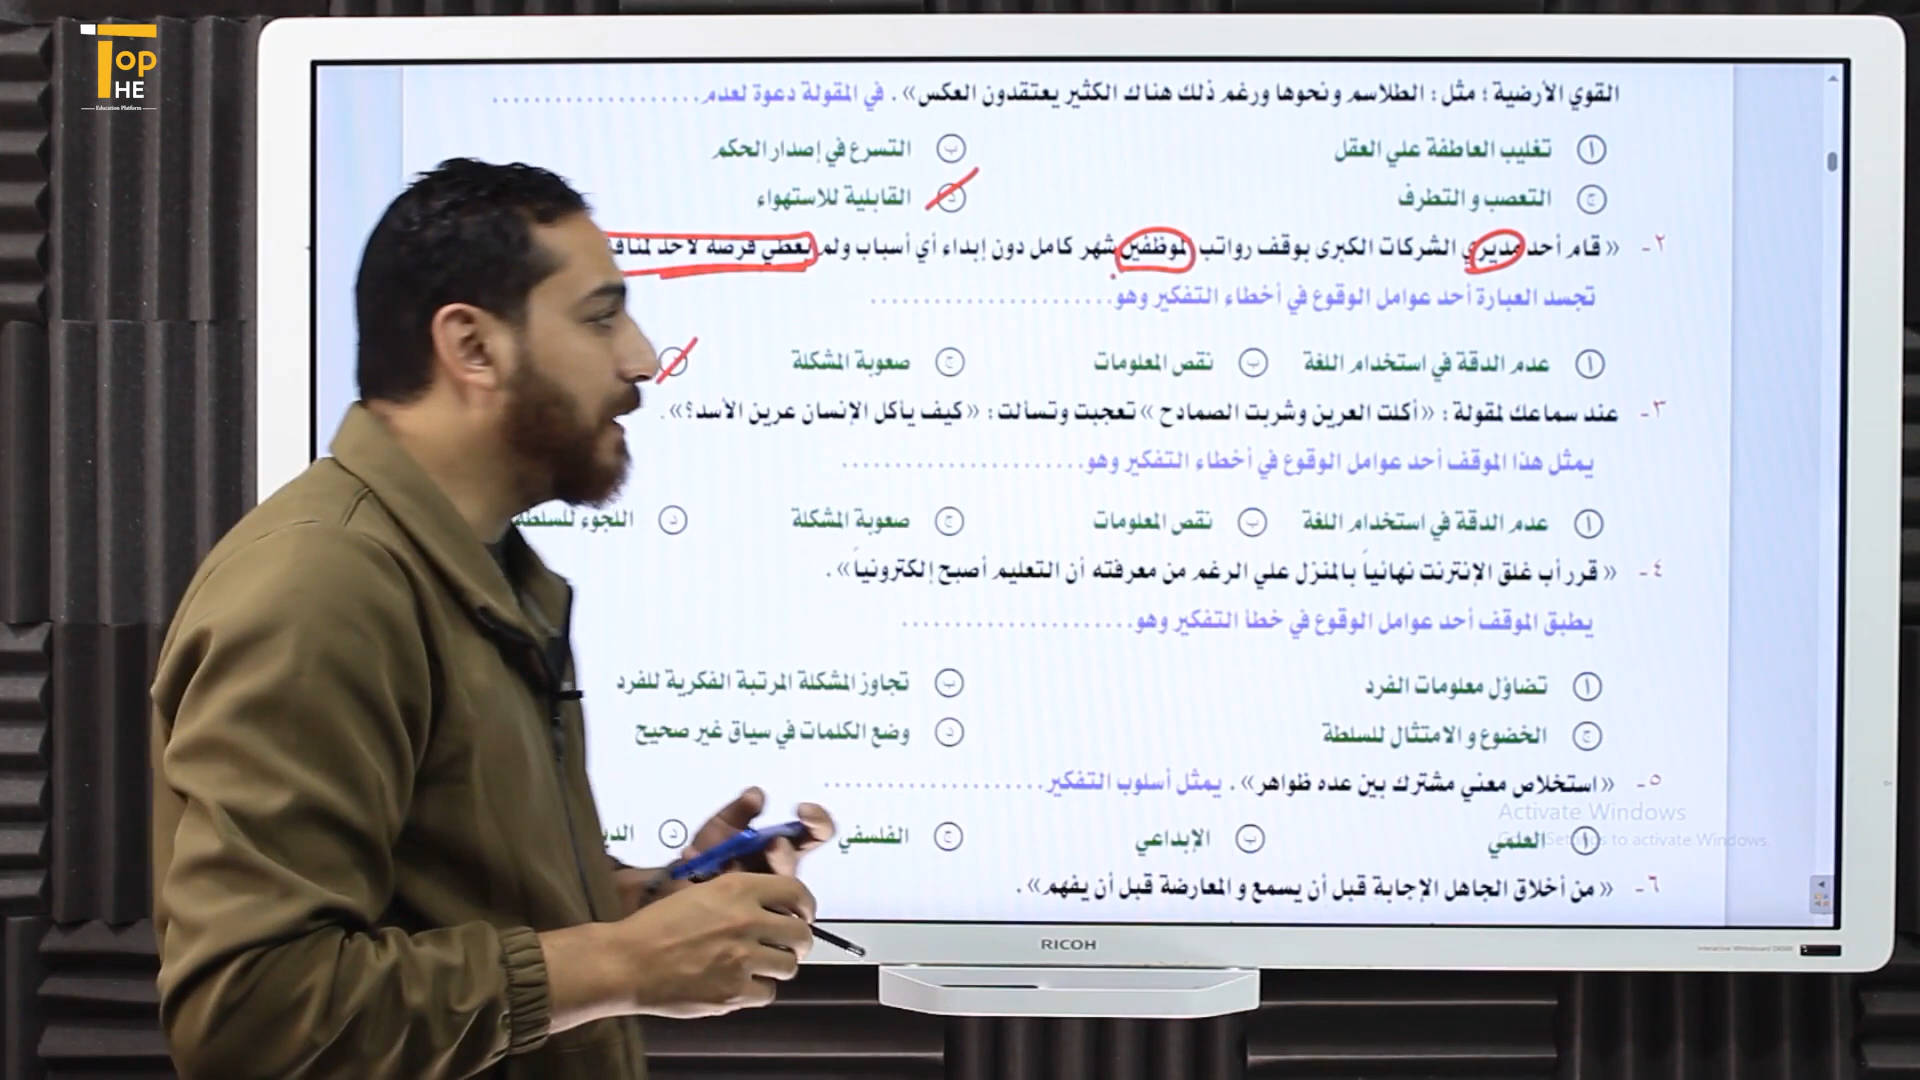 Top
HE
Education Platform
القوي الأرضية ؛ مثل : الطلاسم ونحوها ورغم ذلك هناك الكثير يعتقدون العكس» . في المقولة دعوة لعدم......................
أ تغليب العاطفة علي العقل
ب التسرع في إصدار الحكم
ج التعصب و التطرف
د القابلية للاستهواء
٢- « قام أحد مديري الشركات الكبرى بوقف رواتب الموظفين شهر كامل دون إبداء أي أسباب ولم يعطي فرصة لأحد
تجسد العبارة أحد عوامل الوقوع في أخطاء التفكير وهو..........................
أ عدم الدقة في استخدام اللغة ب نقص المعلومات ج صعوبة المشكلة د
٣- عند سماعك لمقولة : «أكلت العرين وشربت الصمادح » تعجبت وتسألت : «كيف يأكل الإنسان عرين الأسد؟» .
يمثل هذا الموقف أحد عوامل الوقوع في أخطاء التفكير وهو..........................
أ عدم الدقة في استخدام اللغة ب نقص المعلومات ج صعوبة المشكلة د اللجوء للسلطة
٤- « قرر أب غلق الإنترنت نهائياً بالمنزل علي الرغم من معرفته أن التعليم أصبح إلكترونياً» .
يطبق الموقف أحد عوامل الوقوع في خطأ التفكير وهو.........................
أ تضاؤل معلومات الفرد
ب تجاوز المشكلة المرتبة الفكرية للفرد
ج الخضوع و الامتثال للسلطة
د وضع الكلمات في سياق غير صحيح
٥- «استخلاص معني مشترك بين عده ظواهر» . يمثل أسلوب التفكير........................
Activate Windows
أ العلمي ب الإبداعي ج الفلسفي د
to activate Windows.
٦- «من أخلاق الجاهل الإجابة قبل أن يسمع و المعارضة قبل أن يفهم» .
RICOH